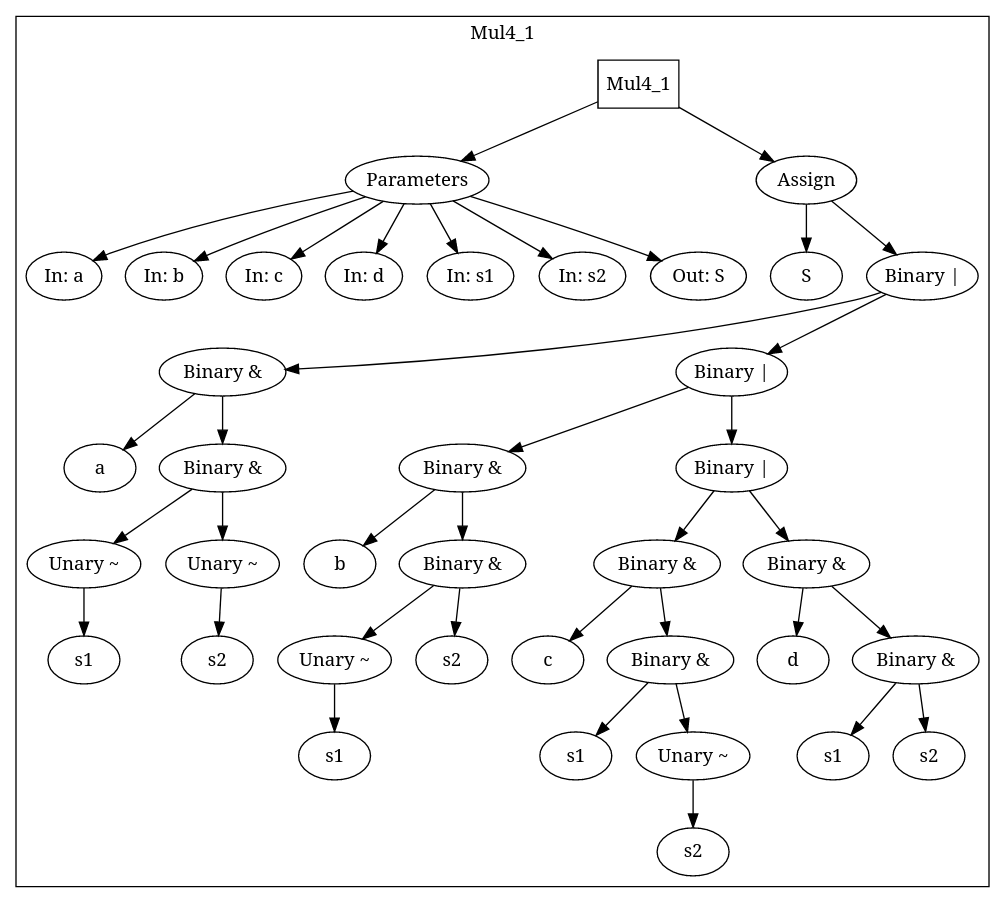 Mul4_1
Mul4_1
Parameters
Assign
In: a
In: b
In: c
In: d
In: s1
In: s2
Out: S
S
Binary |
Binary &
Binary |
a
Binary &
Binary &
Binary |
Unary ~
Unary ~
b
Binary &
Binary &
Binary &
s1
s2
Unary ~
s2
c
Binary &
d
Binary &
s1
s1
Unary ~
s1
s2
s2